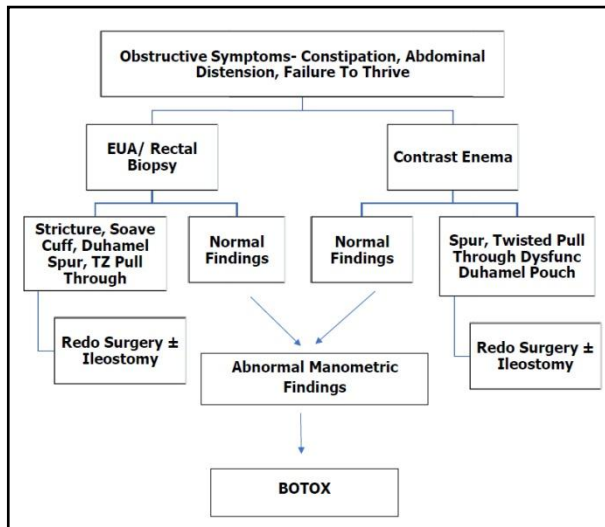 Obstructive Symptoms- Constipation, Abdominal
Distension, Failure To Thrive
EUA/ Rectal
Biopsy
Contrast Enema
Stricture, Soave
Cuff, Duhamel
Spur, TZ Pull
Through
Normal
Findings
Normal
Findings
Spur, Twisted Pull
Through Dysfunc
Duhamel Pouch
Redo Surgery ±
Ileostomy
Abnormal Manometric
Findings
Redo Surgery ±
Ileostomy
BOTOX